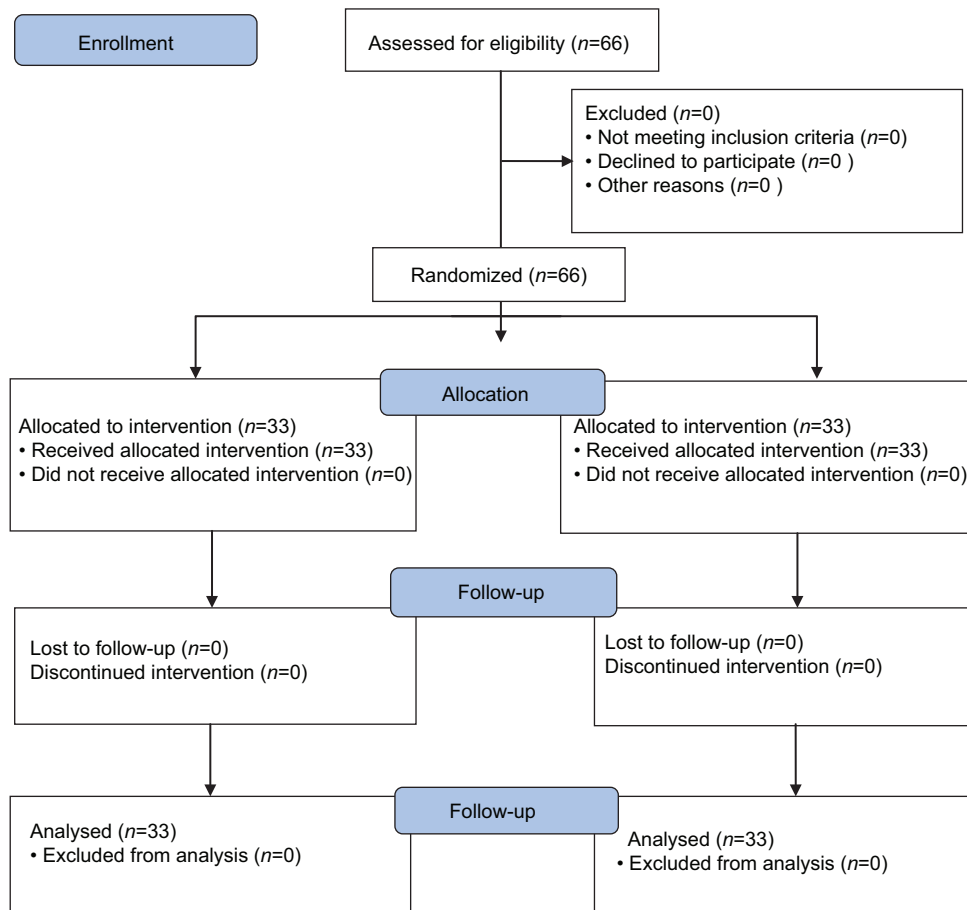 Enrollment
Assessed for eligibility (n=66)
Excluded (n=0)
• Not meeting inclusion criteria (n=0)
• Declined to participate (n=0 )
• Other reasons (n=0 )
Randomized (n=66)
Allocation
Allocated to intervention (n=33)
• Received allocated intervention (n=33)
• Did not receive allocated intervention (n=0)
Allocated to intervention (n=33)
• Received allocated intervention (n=33)
• Did not receive allocated intervention (n=0)
Follow-up
Lost to follow-up (n=0)
Discontinued intervention (n=0)
Lost to follow-up (n=0)
Discontinued intervention (n=0)
Follow-up
Analysed (n=33)
• Excluded from analysis (n=0)
Analysed (n=33)
• Excluded from analysis (n=0)